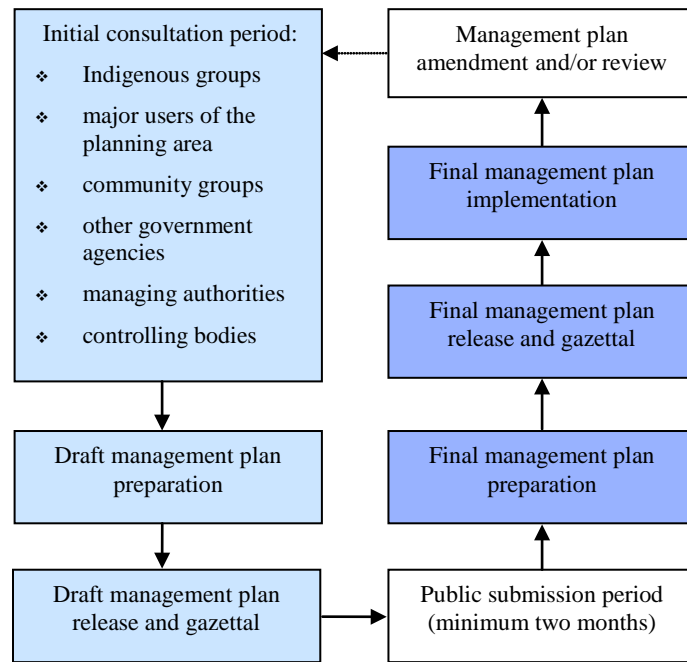 Initial consultation period:
❖ Indigenous groups
❖ major users of the
planning area
❖ community groups
❖ other government
agencies
❖ managing authorities
❖ controlling bodies
Draft management plan
preparation
Draft management plan
release and gazettal
Public submission period
(minimum two months)
Final management plan
preparation
Final management plan
release and gazettal
Final management plan
implementation
Management plan
amendment and/or review